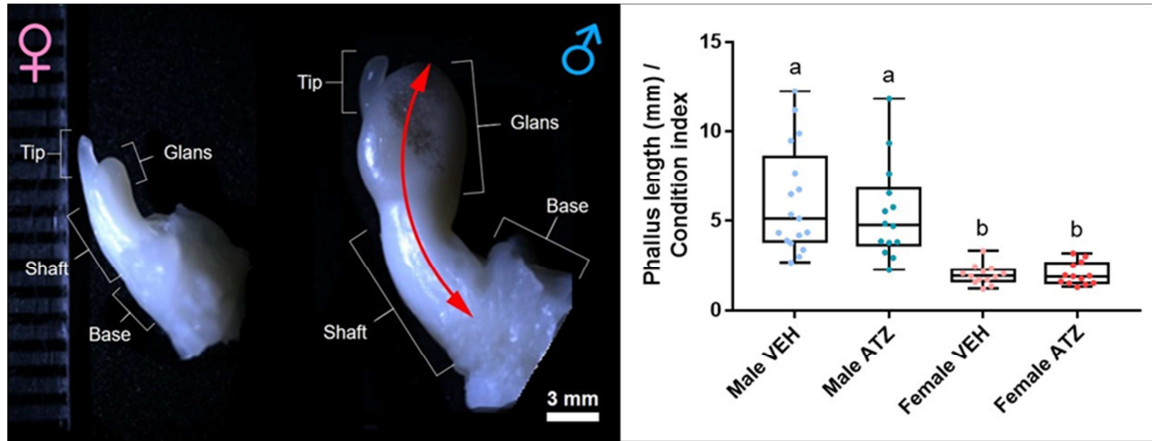 ♀
Tip
Glans
Shaft
Base
♂
Tip
Glans
Base
Shaft
3 mm
Phallus length (mm) /
Condition index
15
10
5
0
a
a
b
b
Male VEH
Male ATZ
Female VEH
Female ATZ